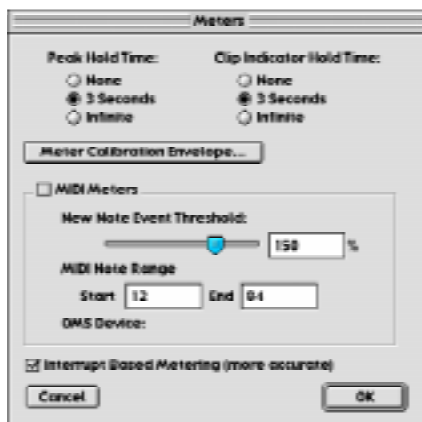 Meters
Peak Hold Time: Clip Indicator Hold Time:
None None
3 Seconds 3 Seconds
Infinite Infinite
Meter Calibration Envelope...
MIDI Meters
New Note Event Threshold:
150 %
MIDI Note Range
Start 12 End 84
OMS Device:
Interrupt Based Metering (more accurate)
Cancel OK